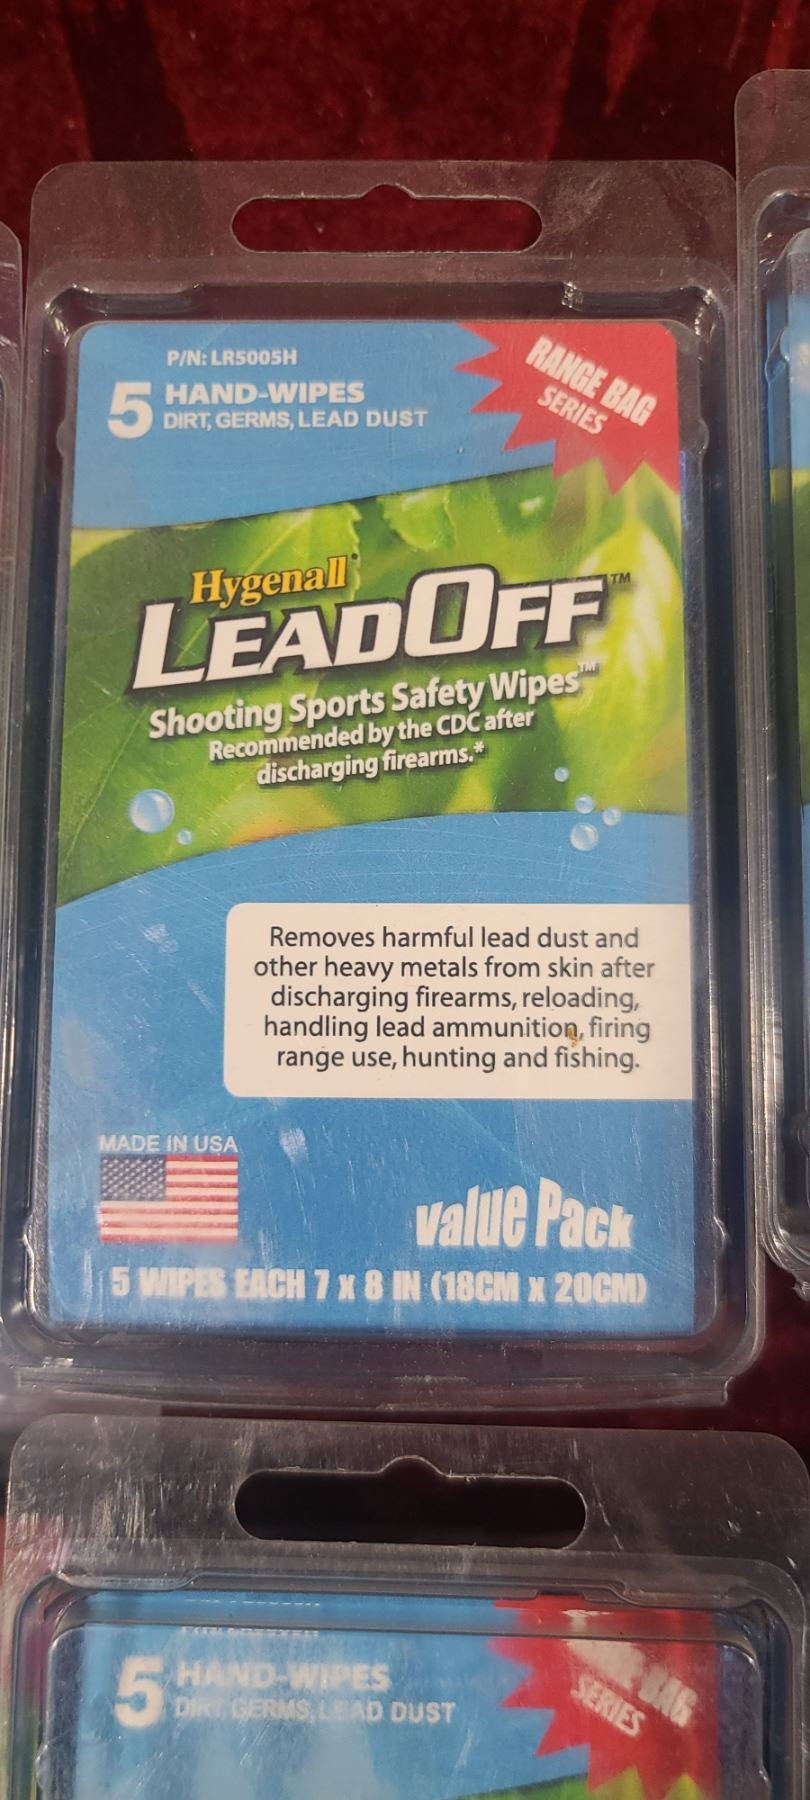 P/N: LR5005H
5 HAND-WIPES
DIRT, GERMS, LEAD DUST
RANGE BAG
SERIES
Hygenall
LEADOFF™
Shooting Sports Safety Wipes™
Recommended by the CDC after
discharging firearms.*
Removes harmful lead dust and
other heavy metals from skin after
discharging firearms, reloading,
handling lead ammunition, firing
range use, hunting and fishing.
MADE IN USA
value Pack
5 WIPES EACH 7 x 8 IN (18CM x 20CM)
5 HAND-WIPES
DIRT, GERMS, LEAD DUST
BAG
SERIES